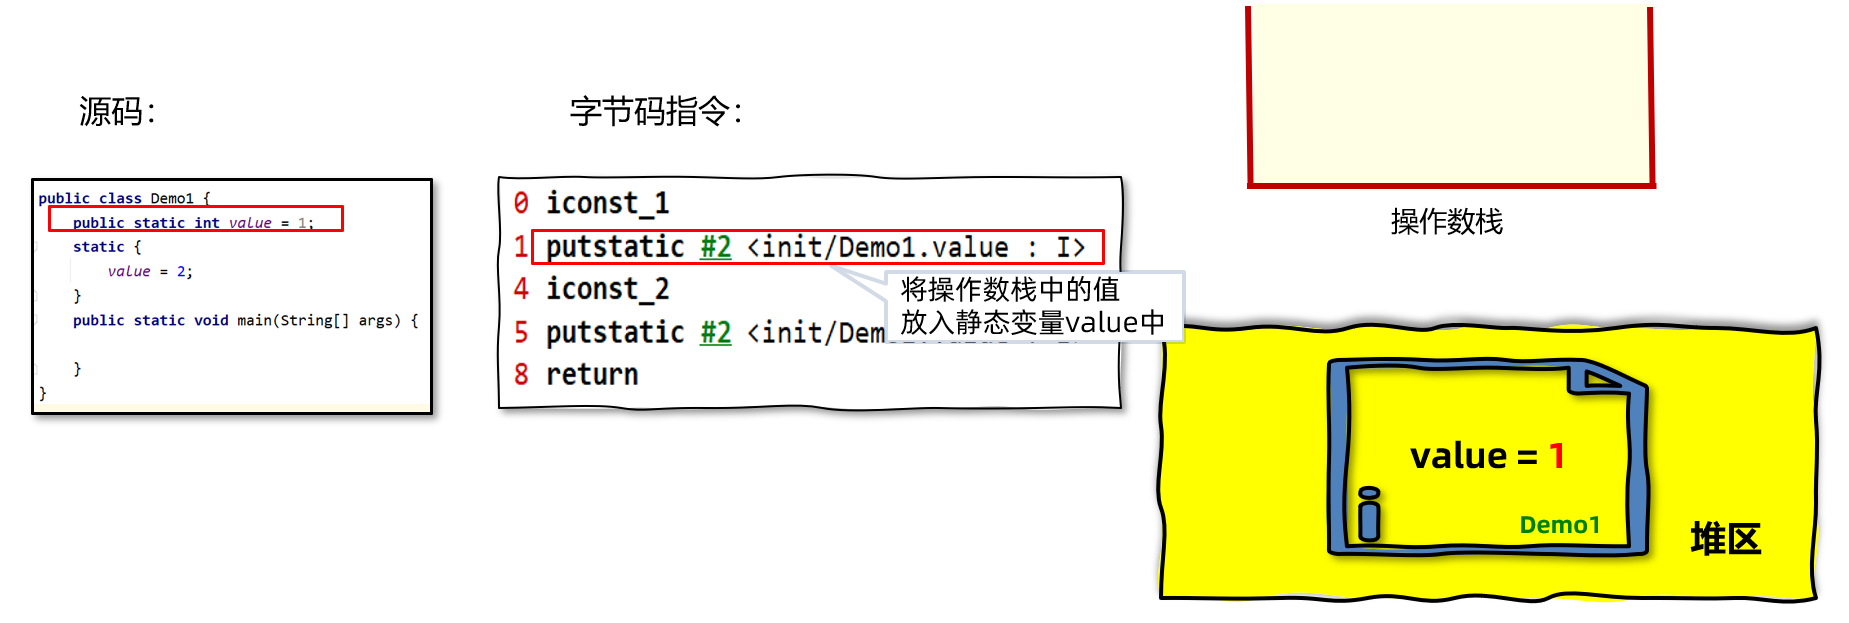 源码：
public class Demo1 {
public static int value = 1;
static {
value = 2;
}
public static void main(String[] args) {
}
}
字节码指令：
0 iconst_1
1 putstatic #2 <init/Demo1.value : I>
4 iconst_2
5 putstatic #2 <init/Dem
8 return
将操作数栈中的值
放入静态变量value中
操作数栈
value = 1
Demo1
堆区